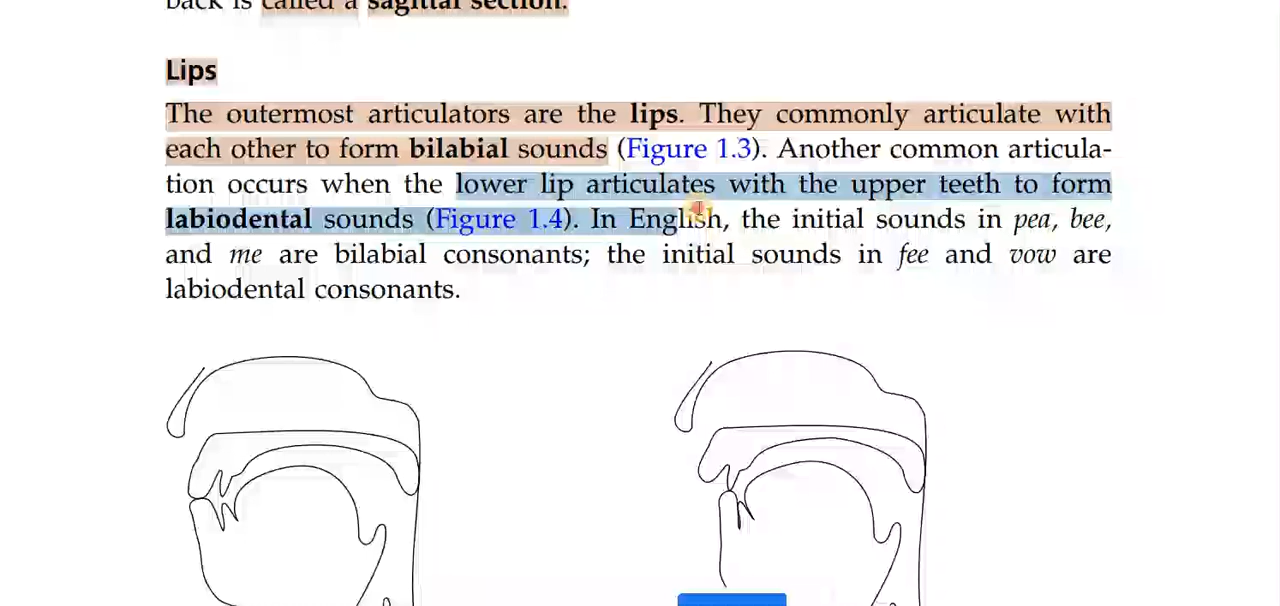 back is called a sagittal section.
Lips
The outermost articulators are the lips. They commonly articulate with
each other to form bilabial sounds (Figure 1.3). Another common articula-
tion occurs when the lower lip articulates with the upper teeth to form
labiodental sounds (Figure 1.4). In English, the initial sounds in pea, bee,
and me are bilabial consonants; the initial sounds in fee and vow are
labiodental consonants.